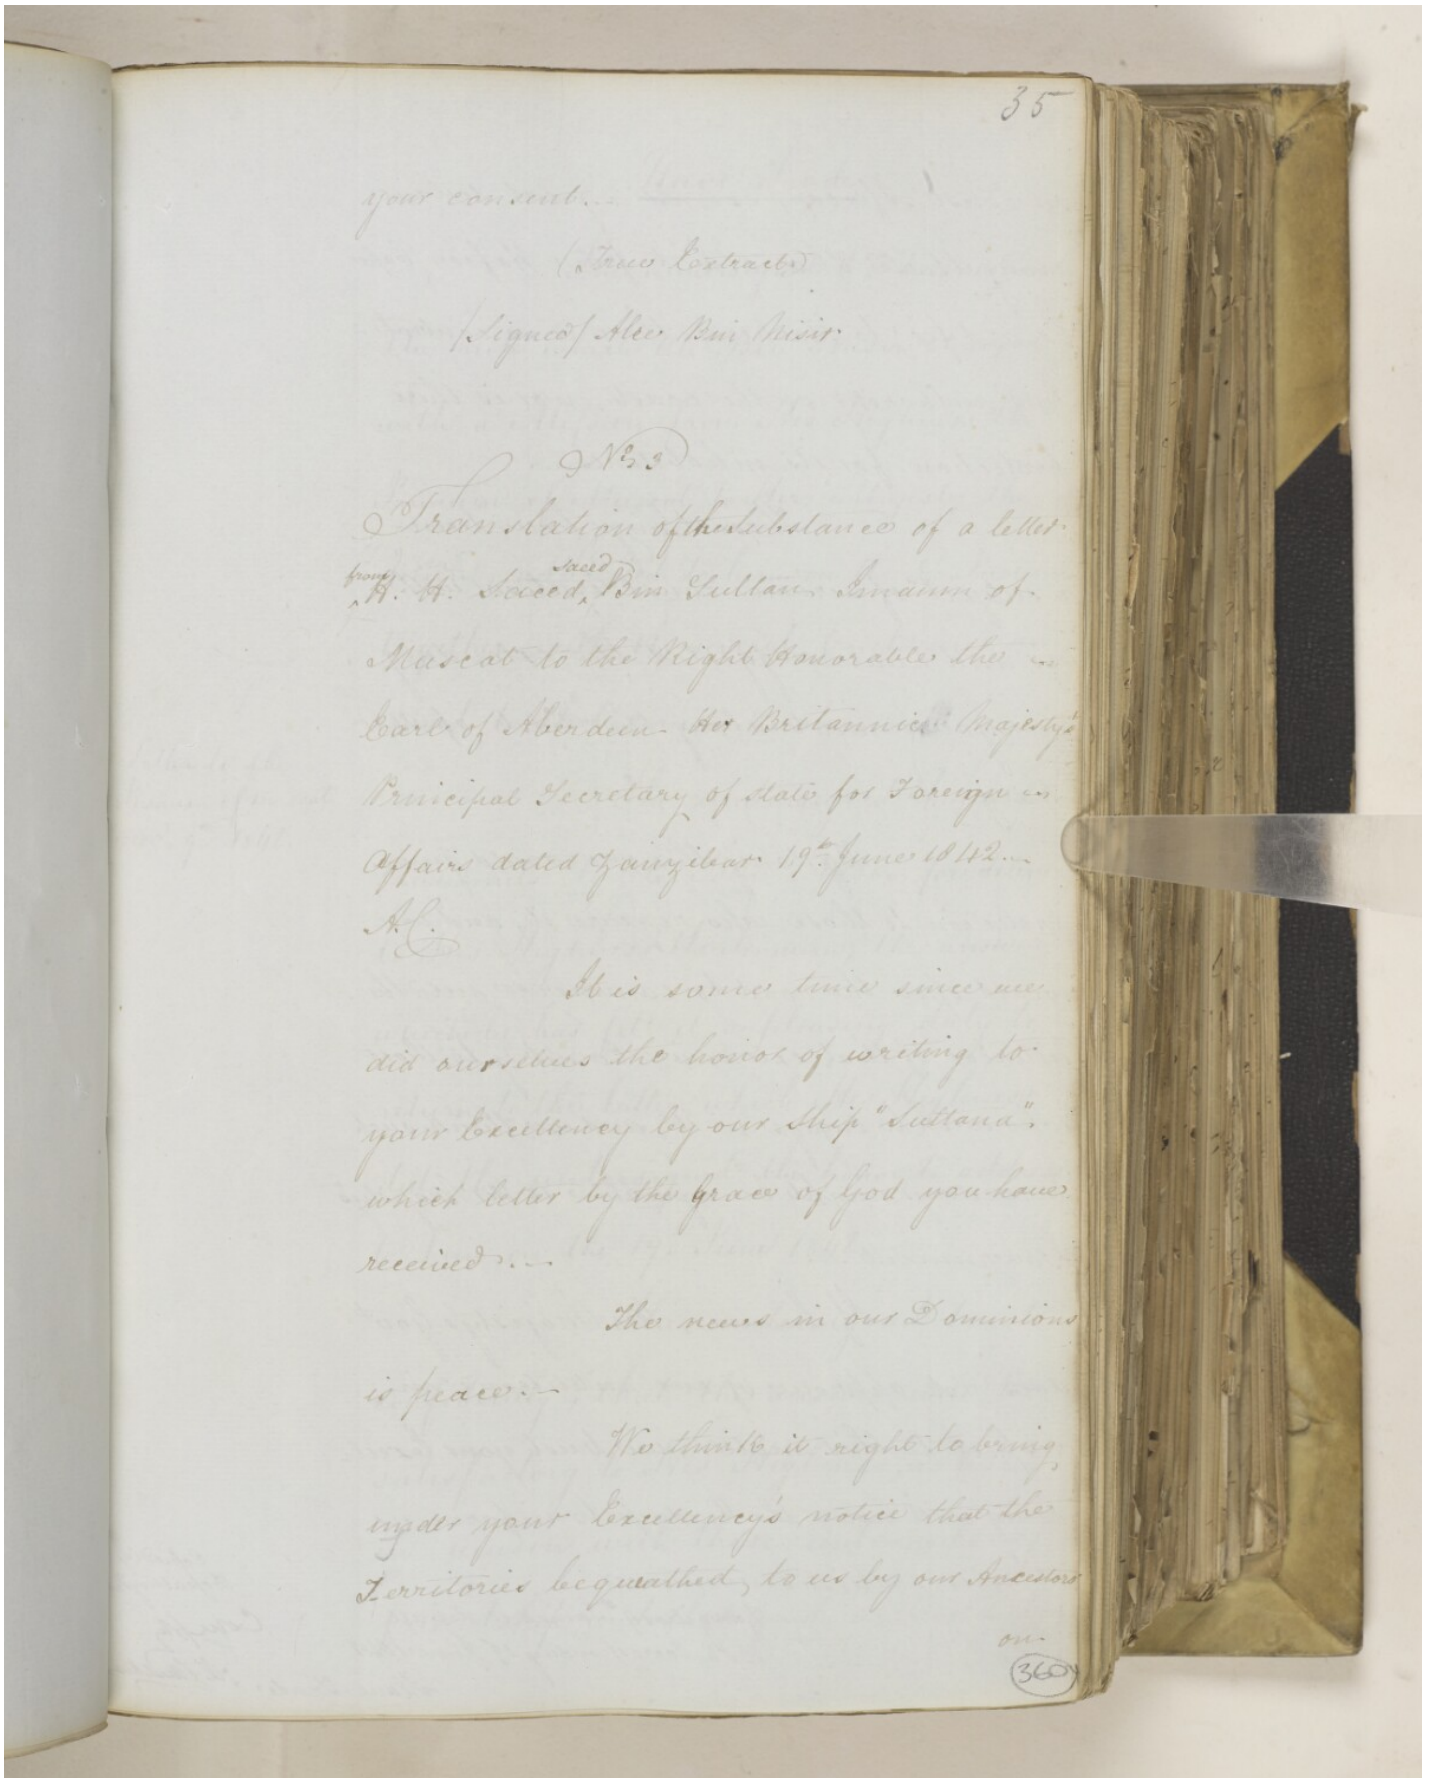 35
your consent.—
(True Extract)
/Signed/ Alee Bin Nisir.
No. 3
Translation of the Substance of a letter
from H. H. Saeed Saeed Bin Sultan Imaum of
Muscat to the Right Honorable the
Earl of Aberdeen Her Britannic Majesty's
Principal Secretary of state for Foreign
Affairs dated Zanzibar 19th June 1842.—
A.C.
It is some time since we
did ourselves the honor of writing to
your Excellency by our Ship "Sultana",
which letter by the Grace of God you have
received.—
The news in our Dominions
is peace.—
We think it right to bring
under your Excellency's notice that the
Territories bequeathed, to us by our Ancestors
on
360